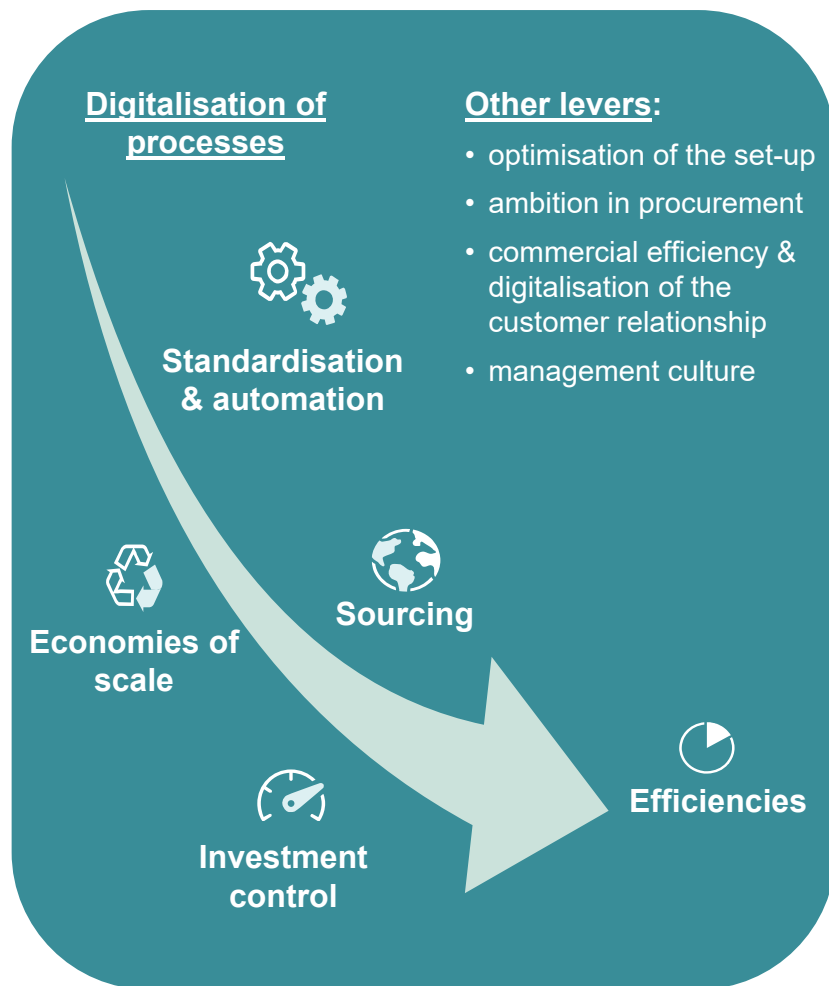 Digitalisation of
processes
Other levers:
• optimisation of the set-up
• ambition in procurement
• commercial efficiency &
digitalisation of the
customer relationship
• management culture
Standardisation
& automation
Sourcing
Economies of
scale
Efficiencies
Investment
control